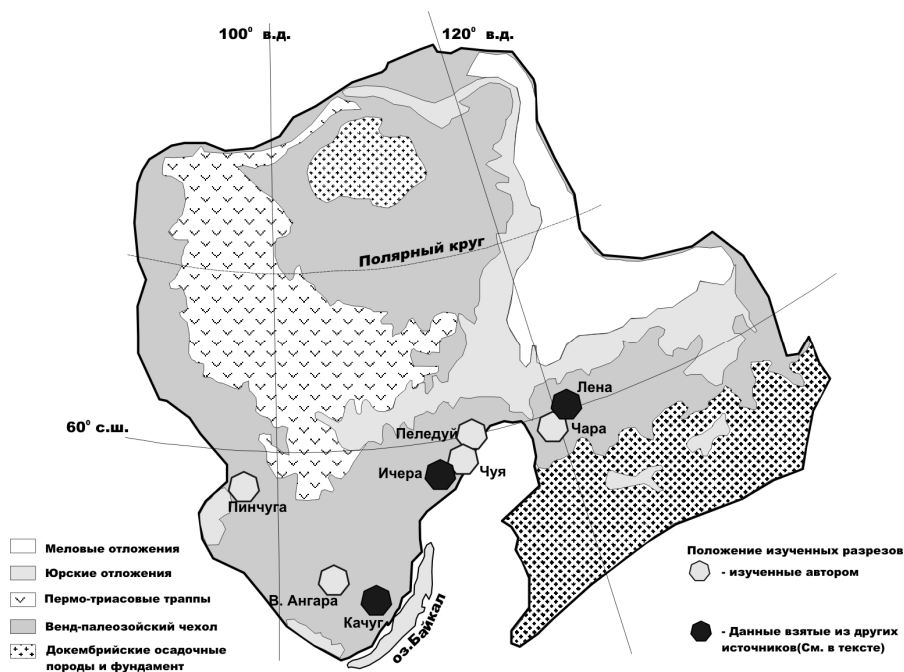 100° в.д.
120° в.д.
Полярный круг
60° с.ш.
Лена
Чара
Пеледуй
Чуя
Ичера
Пинчуга
В. Ангара
Качуг
оз.Байкал
Меловые отложения
Юрские отложения
Пермо-триасовые траппы
Венд-палеозойский чехол
Докембрийские осадочные
породы и фундамент
Положение изученных разрезов
- изученные автором
- Данные взятые из других
источников(См. в тексте)